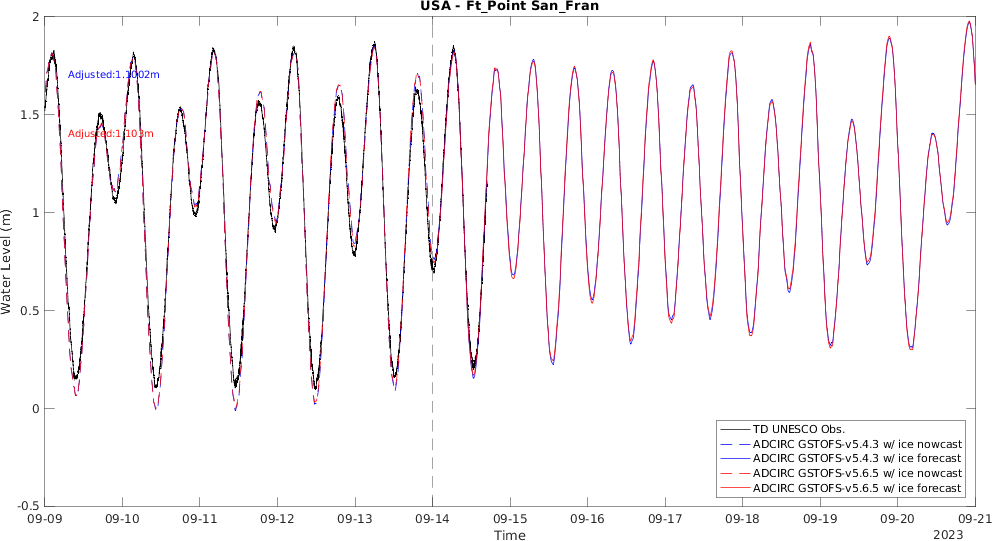 USA - Ft_Point San_Fran
Water Level (m)
2
1.5
1
0.5
0
-0.5
Adjusted:1.1002m
Adjusted:1.103m
TD UNESCO Obs.
ADCIRC GSTOFS-v5.4.3 w/ ice nowcast
ADCIRC GSTOFS-v5.4.3 w/ ice forecast
ADCIRC GSTOFS-v5.6.5 w/ ice nowcast
ADCIRC GSTOFS-v5.6.5 w/ ice forecast
09-09 09-10 09-11 09-12 09-13 09-14 09-15 09-16 09-17 09-18 09-19 09-20 09-21
Time
2023